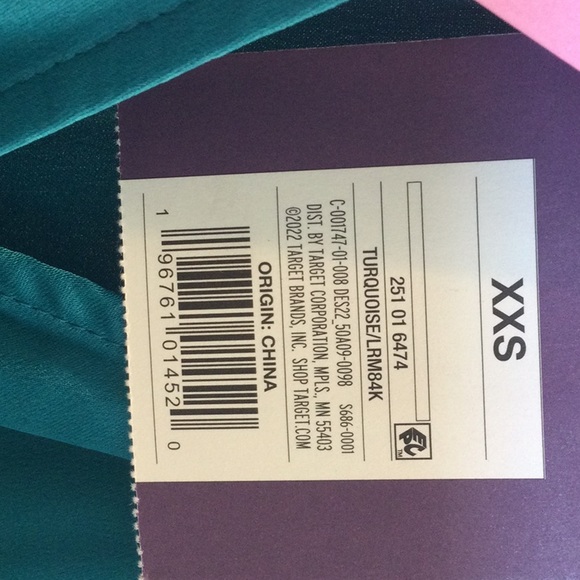 XXS
EPC™
251 01 6474
TURQUOISE/LRM84K
C-001747-01-008 DES22_50A09-0098 S686-0001
DIST. BY TARGET CORPORATION, MPLS., MN 55403
©2022 TARGET BRANDS, INC. SHOP TARGET.COM
ORIGIN: CHINA
1 96761 01452 0